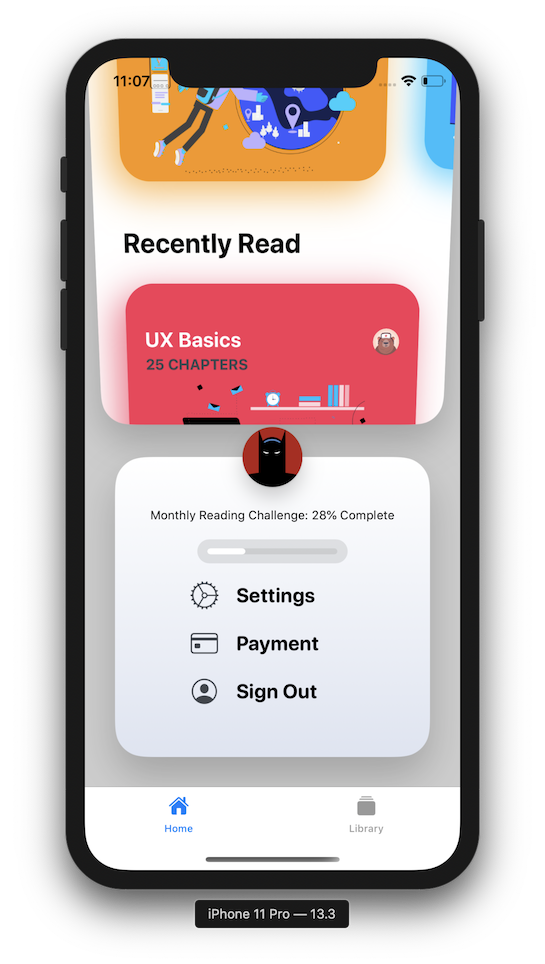 11:07
Recently Read
UX Basics
25 CHAPTERS
Monthly Reading Challenge: 28% Complete
Settings
Payment
Sign Out
Home
Library
iPhone 11 Pro — 13.3